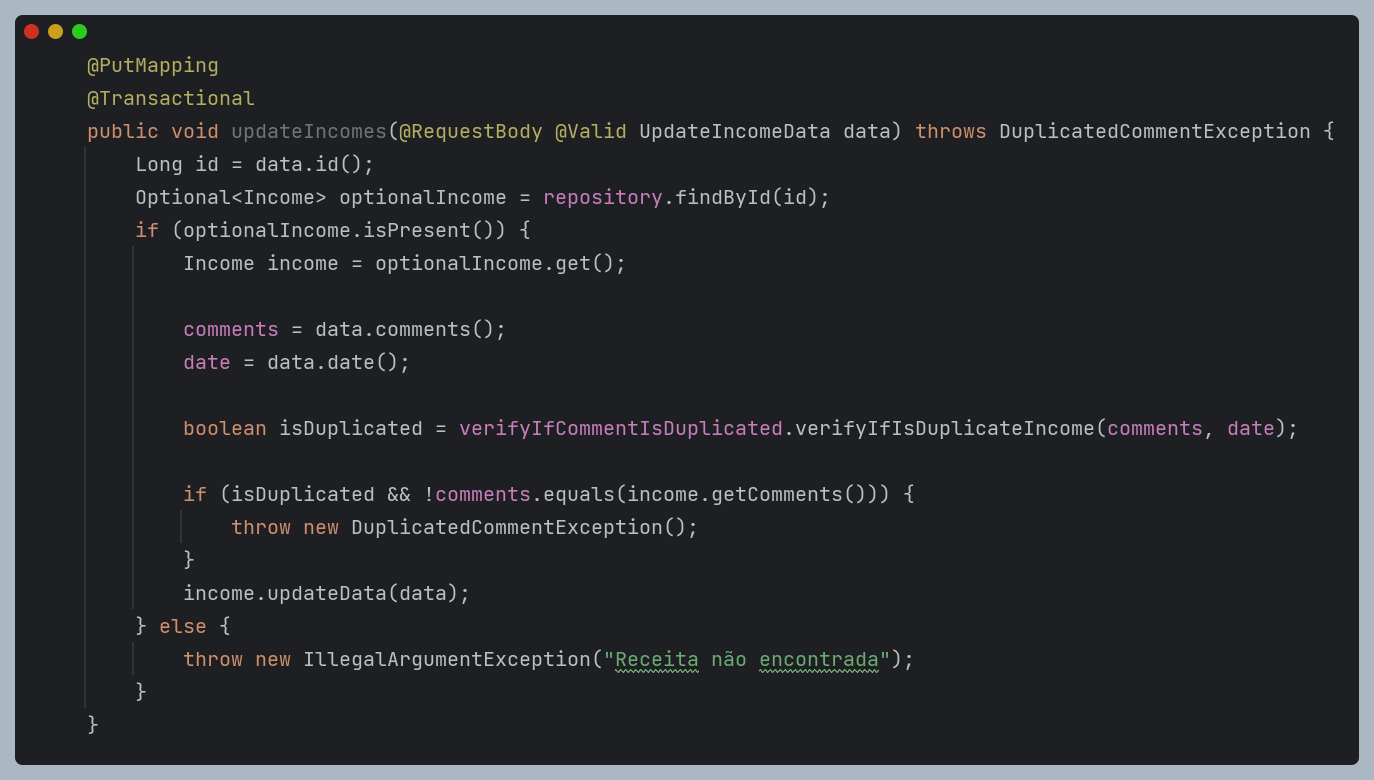 @PutMapping
@Transactional
public void updateIncomes(@RequestBody @Valid UpdateIncomeData data) throws DuplicatedCommentException {
    Long id = data.id();
    Optional<Income> optionalIncome = repository.findById(id);
    if (optionalIncome.isPresent()) {
        Income income = optionalIncome.get();

        comments = data.comments();
        date = data.date();

        boolean isDuplicated = verifyIfCommentIsDuplicated.verifyIfIsDuplicateIncome(comments, date);

        if (isDuplicated && !comments.equals(income.getComments())) {
            throw new DuplicatedCommentException();
        }
        income.updateData(data);
    } else {
        throw new IllegalArgumentException("Receita não encontrada");
    }
}